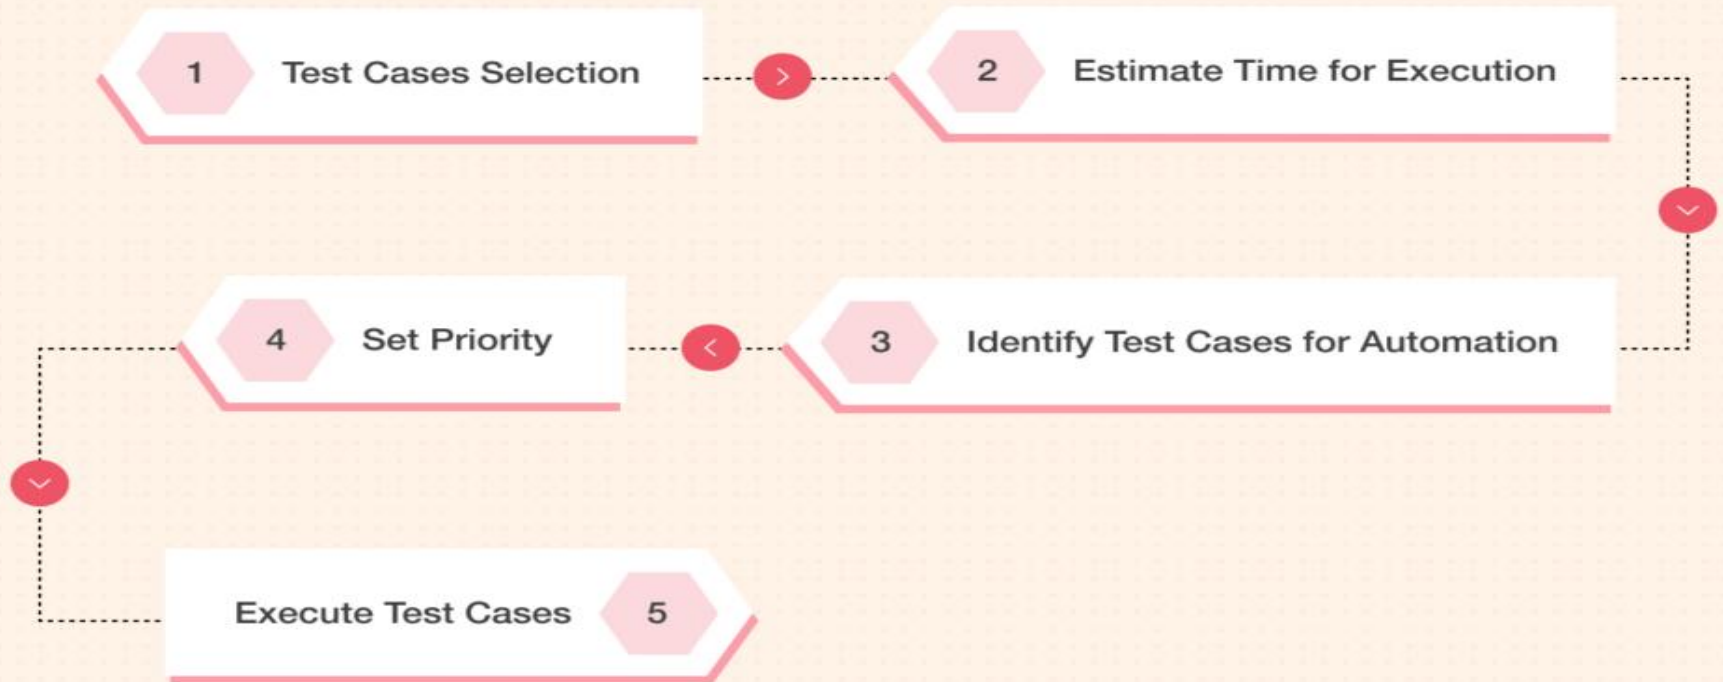 1 Test Cases Selection
2 Estimate Time for Execution
3 Identify Test Cases for Automation
4 Set Priority
Execute Test Cases 5